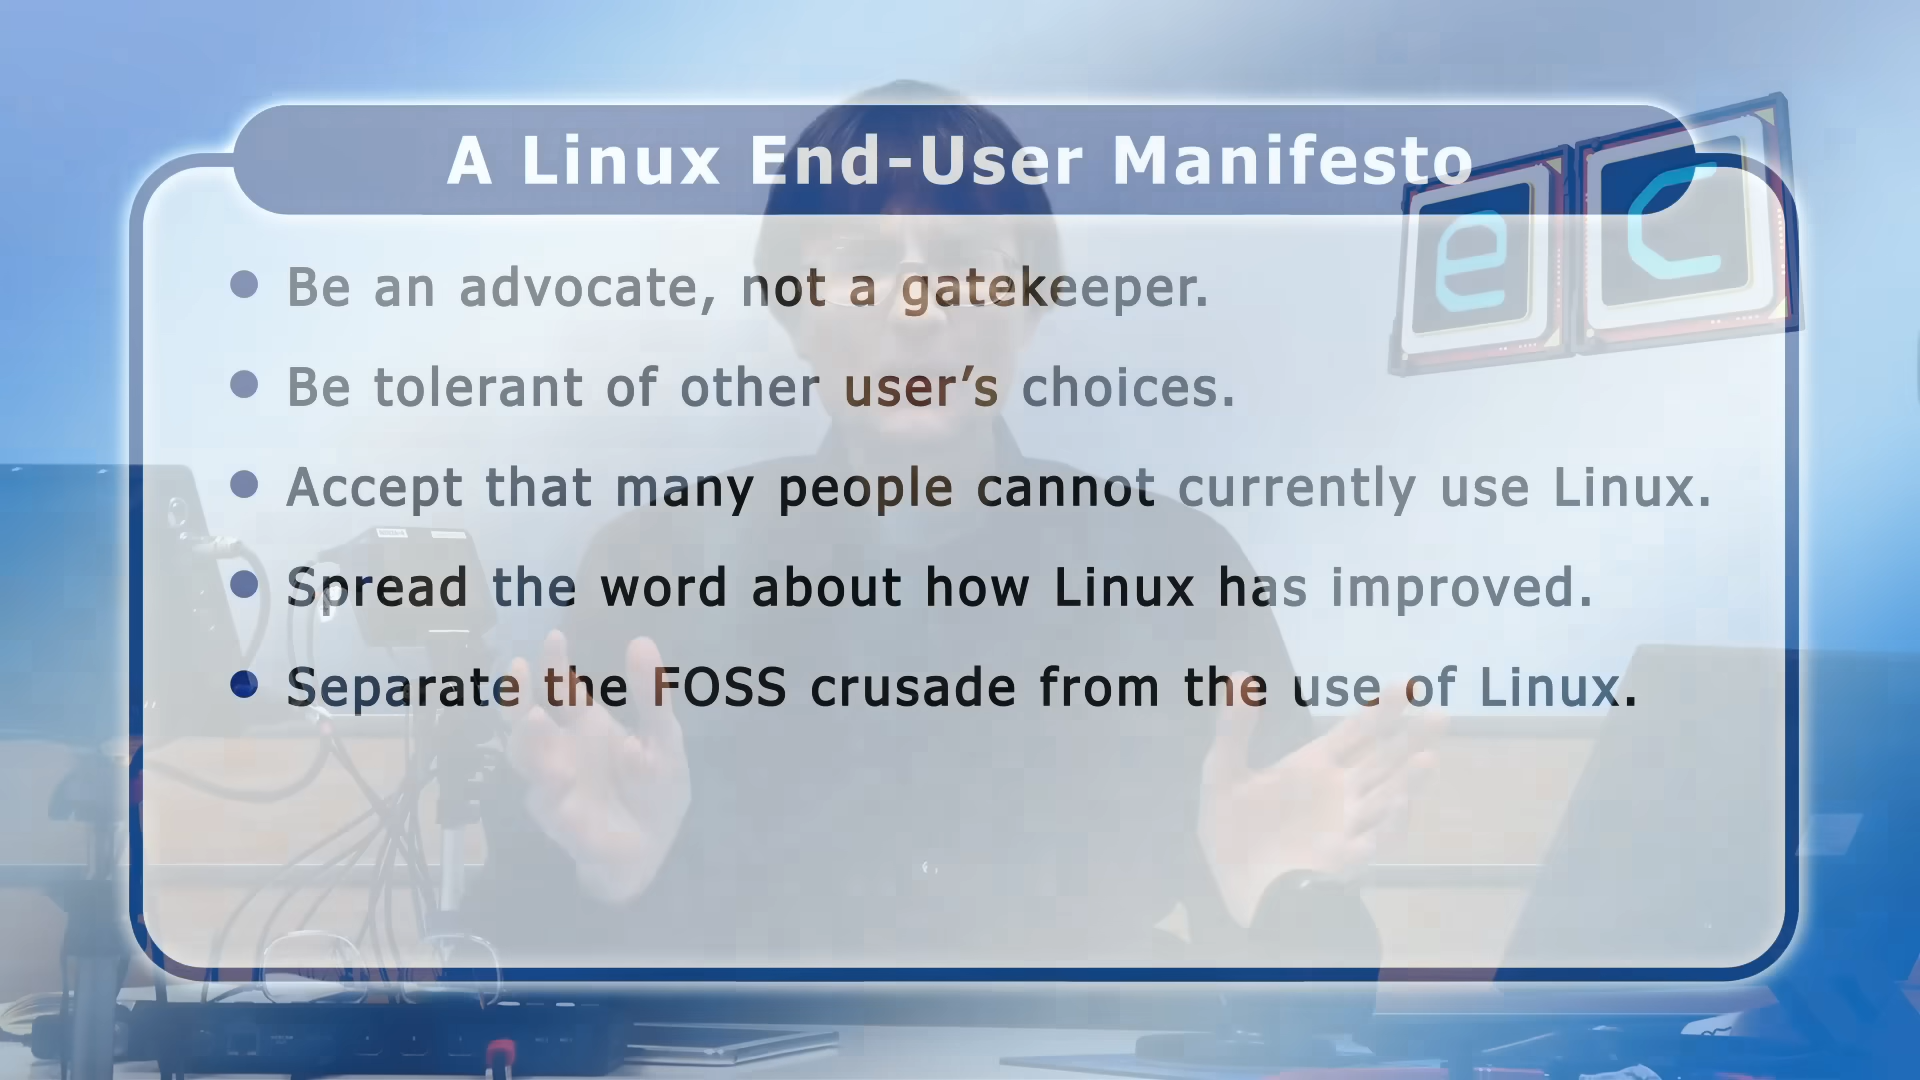 A Linux End-User Manifesto
e C
Be an advocate, not a gatekeeper.
Be tolerant of other user’s choices.
Accept that many people cannot currently use Linux.
Spread the word about how Linux has improved.
Separate the FOSS crusade from the use of Linux.